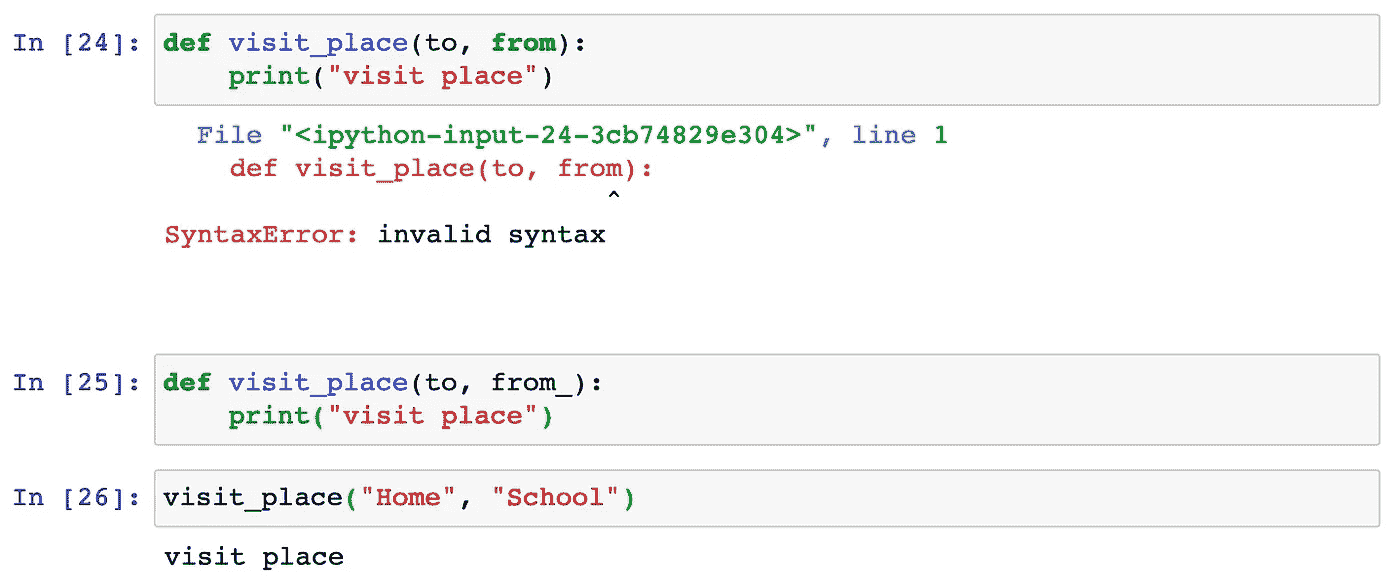 In [24]: def visit_place(to, from):
    print("visit place")
File "<ipython-input-24-3cb74829e304>", line 1
    def visit_place(to, from):
^
SyntaxError: invalid syntax
In [25]: def visit_place(to, from_):
    print("visit place")
In [26]: visit_place("Home", "School")
visit place